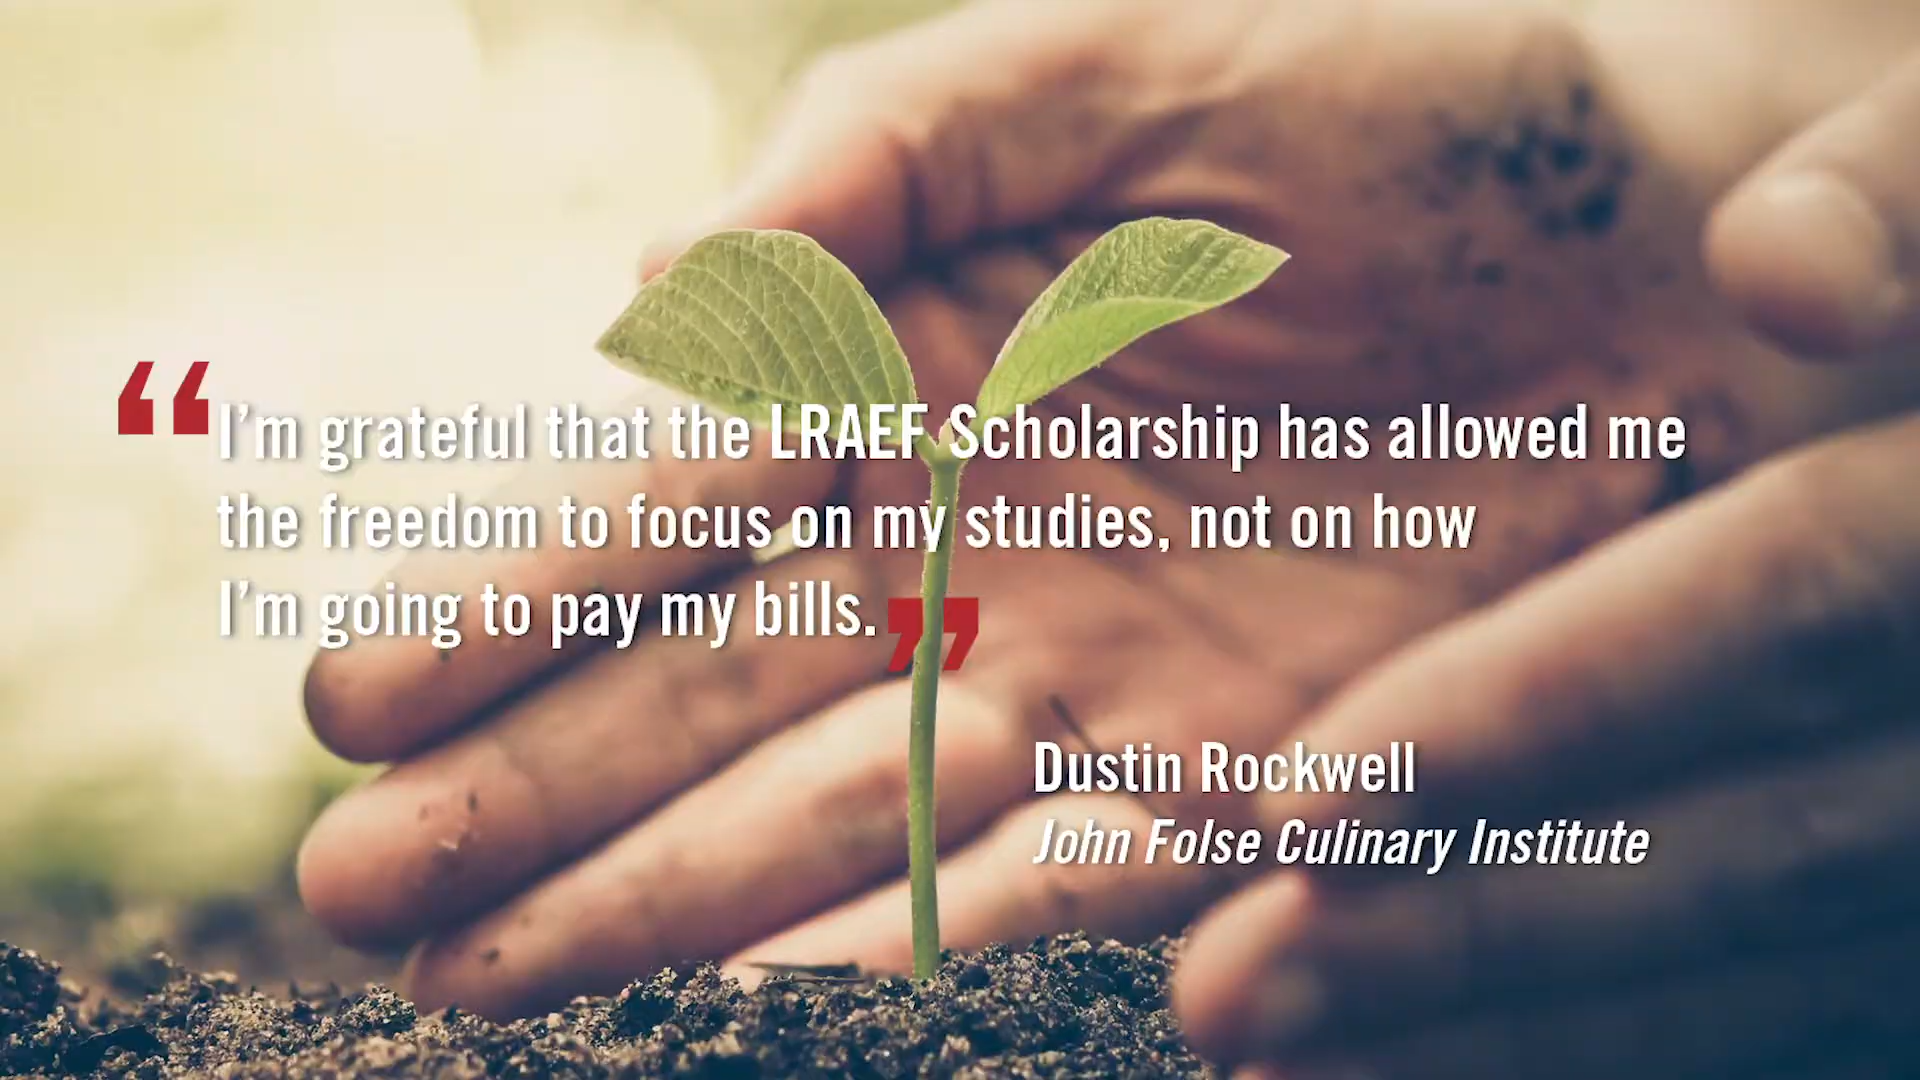 “I’m grateful that the LRAEF Scholarship has allowed me
the freedom to focus on my studies, not on how
I’m going to pay my bills.”
Dustin Rockwell
John Folse Culinary Institute